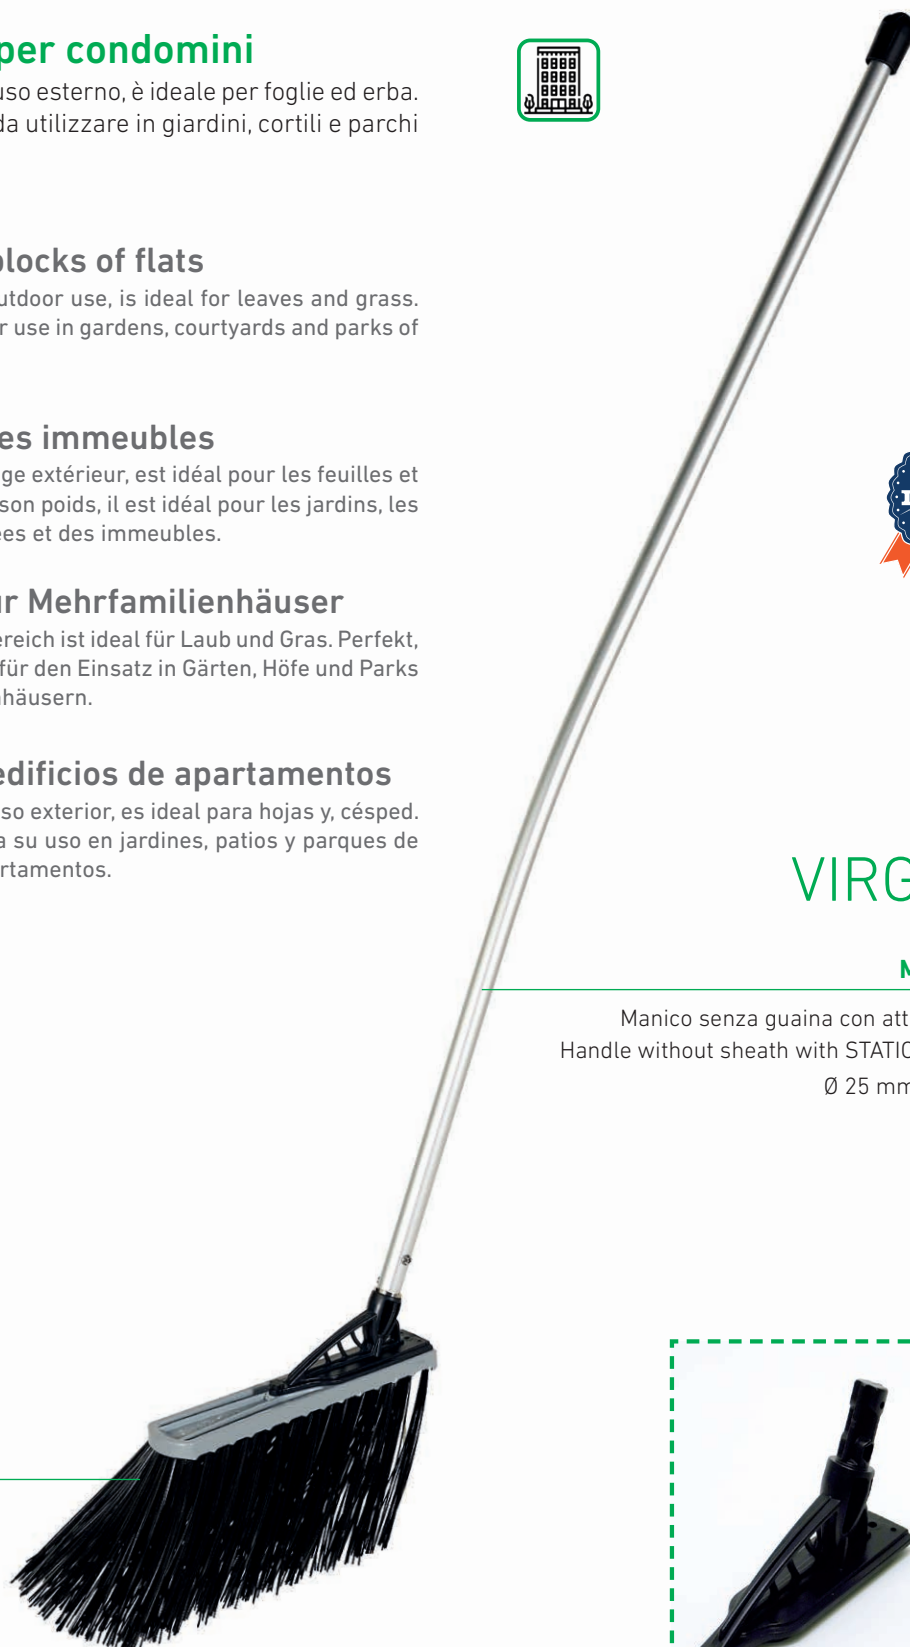 per condomini
uso esterno, è ideale per foglie ed erba.
da utilizzare in giardini, cortili e parchi
blocks of flats
utdoor use, is ideal for leaves and grass.
r use in gardens, courtyards and parks of
es immeubles
ge extérieur, est idéal pour les feuilles et
son poids, il est idéal pour les jardins, les
ées et des immeubles.
ür Mehrfamilienhäuser
ereich ist ideal für Laub und Gras. Perfekt,
für den Einsatz in Gärten, Höfe und Parks
nhäusern.
edificios de apartamentos
so exterior, es ideal para hojas y, césped.
a su uso en jardines, patios y parques de
artamentos.
VIRG
M
Manico senza guaina con att
Handle without sheath with STATIC
Ø 25 mm